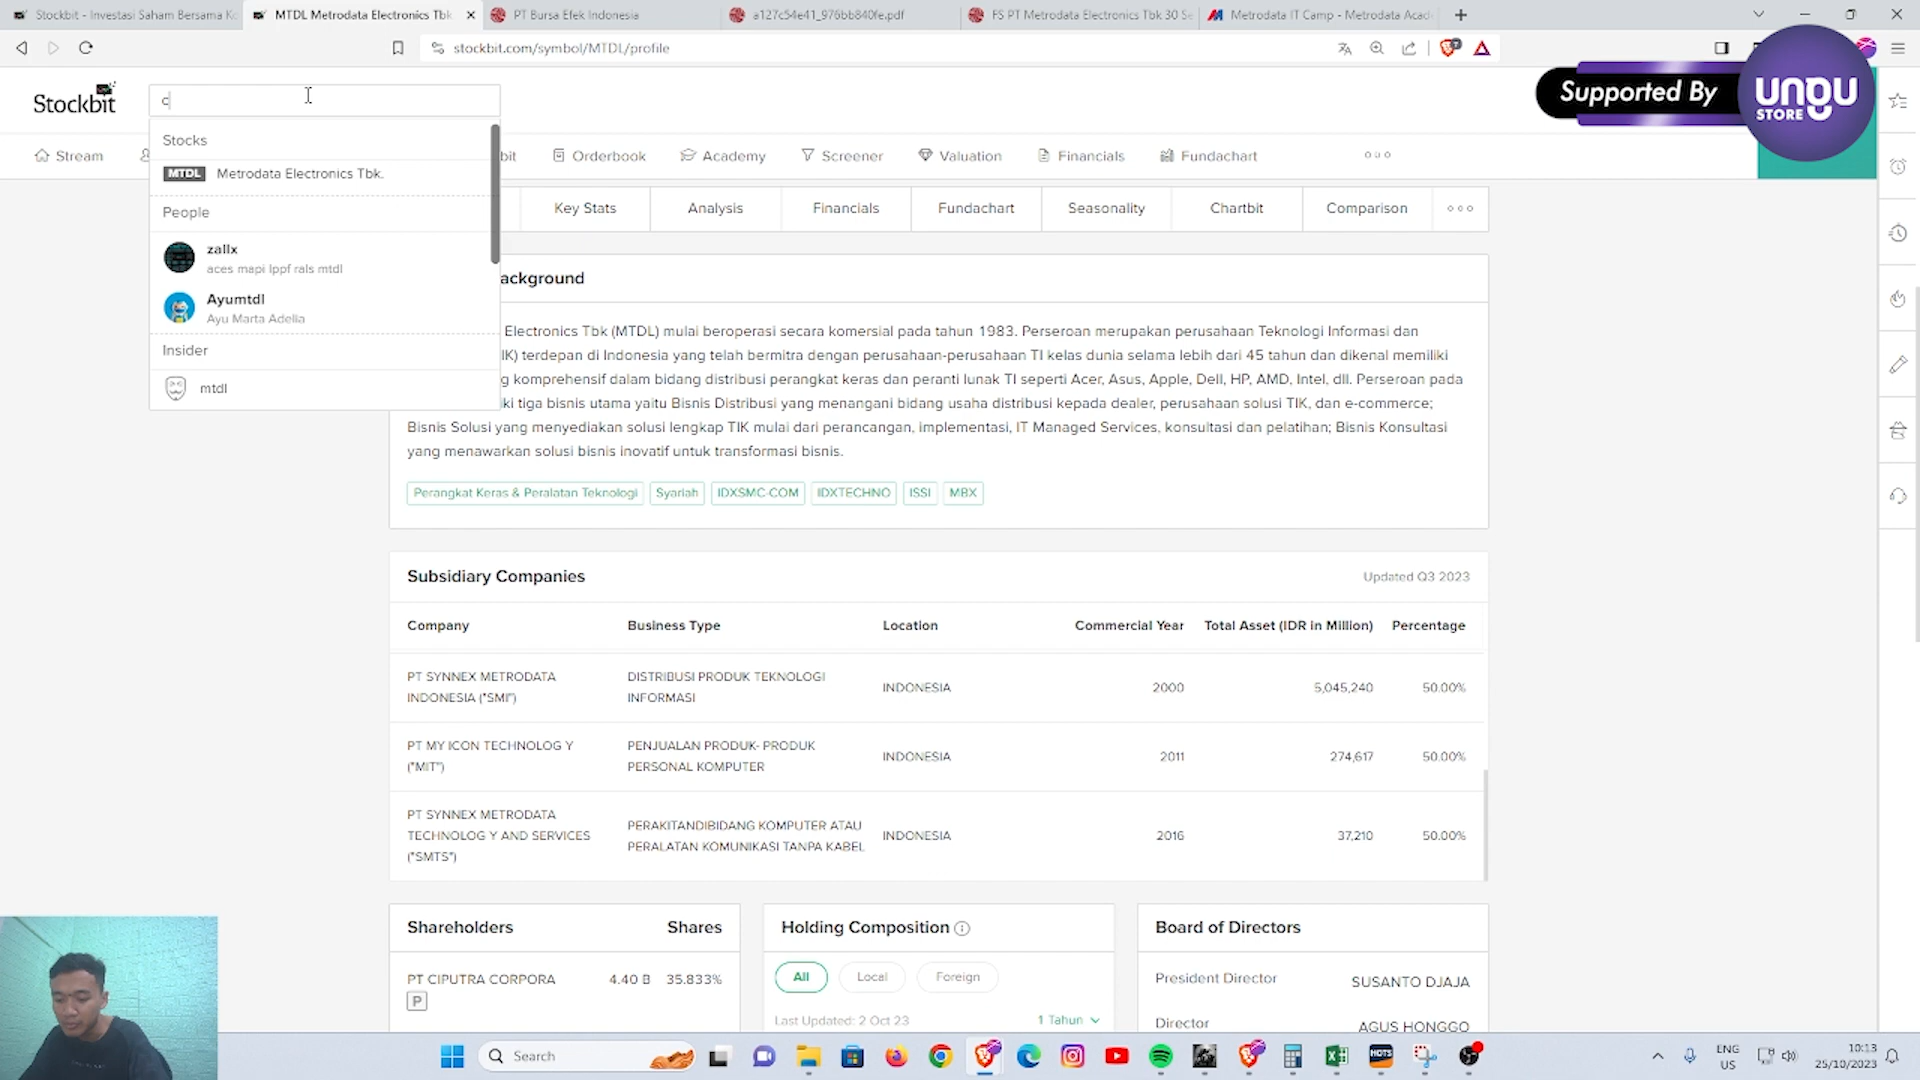 Stockbit - Investasi Saham Bersama Ko
MTDL Metrodata Electronics Tbk
PT Bursa Efek Indonesia
a127c54e41_976bb840fe.pdf
FS PT Metrodata Electronics Tbk 30 Se
Metrodata IT Camp - Metrodata Acad
stockbit.com/symbol/MTDL/profile
Stockbit
c
Supported By
UNGU
STORE
Stocks
MTDL Metrodata Electronics Tbk.
People
zallx
aces mapi lppf rals mtdl
Ayumtdl
Ayu Marta Adelia
Insider
mtdl
Stream
bit
Orderbook
Academy
Screener
Valuation
Financials
Fundachart
Key Stats
Analysis
Financials
Fundachart
Seasonality
Chartbit
Comparison
ackground
Electronics Tbk (MTDL) mulai beroperasi secara komersial pada tahun 1983. Perseroan merupakan perusahaan Teknologi Informasi dan
IK) terdepan di Indonesia yang telah bermitra dengan perusahaan-perusahaan TI kelas dunia selama lebih dari 45 tahun dan dikenal memiliki
g komprehensif dalam bidang distribusi perangkat keras dan peranti lunak TI seperti Acer, Asus, Apple, Dell, HP, AMD, Intel, dll. Perseroan pada
ki tiga bisnis utama yaitu Bisnis Distribusi yang menangani bidang usaha distribusi kepada dealer, perusahaan solusi TIK, dan e-commerce;
Bisnis Solusi yang menyediakan solusi lengkap TIK mulai dari perancangan, implementasi, IT Managed Services, konsultasi dan pelatihan; Bisnis Konsultasi
yang menawarkan solusi bisnis inovatif untuk transformasi bisnis.
Perangkat Keras & Peralatan Teknologi
Syariah
IDXSMC-COM
IDXTECHNO
ISSI
MBX
Subsidiary Companies
Updated Q3 2023
Company
Business Type
Location
Commercial Year
Total Asset (IDR in Million)
Percentage
PT SYNNEX METRODATA
INDONESIA ("SMI")
DISTRIBUSI PRODUK TEKNOLOGI
INFORMASI
INDONESIA
2000
5,045,240
50.00%
PT MY ICON TECHNOLOG Y
("MIT")
PENJUALAN PRODUK- PRODUK
PERSONAL KOMPUTER
INDONESIA
2011
274,617
50.00%
PT SYNNEX METRODATA
TECHNOLOG Y AND SERVICES
("SMTS")
PERAKITANDIBIDANG KOMPUTER ATAU
PERALATAN KOMUNIKASI TANPA KABEL
INDONESIA
2016
37,210
50.00%
Shareholders
Shares
PT CIPUTRA CORPORA
4.40 B
35.833%
P
Holding Composition
All
Local
Foreign
Last Updated: 2 Oct 23
1 Tahun
Board of Directors
President Director
SUSANTO DJAJA
Director
AGUS HONGGO
Search
HOTS
ENG
US
10:13
25/10/2023